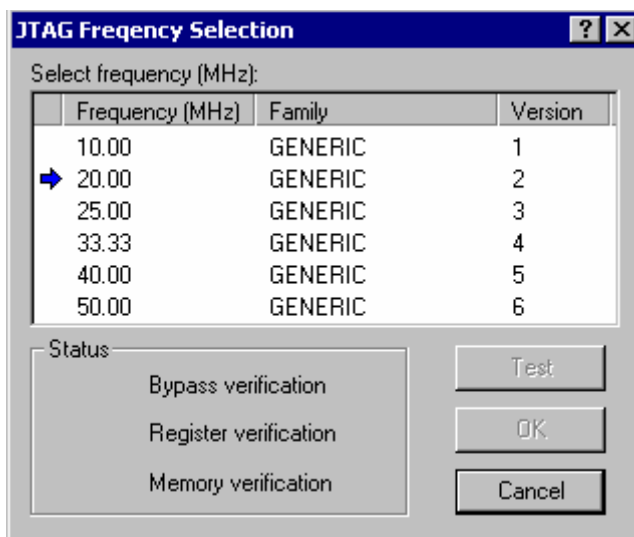 JTAG Freqency Selection
Select frequency (MHz):
Frequency (MHz) Family Version
10.00 GENERIC 1
20.00 GENERIC 2
25.00 GENERIC 3
33.33 GENERIC 4
40.00 GENERIC 5
50.00 GENERIC 6
Status
Bypass verification
Register verification
Memory verification
Test
OK
Cancel